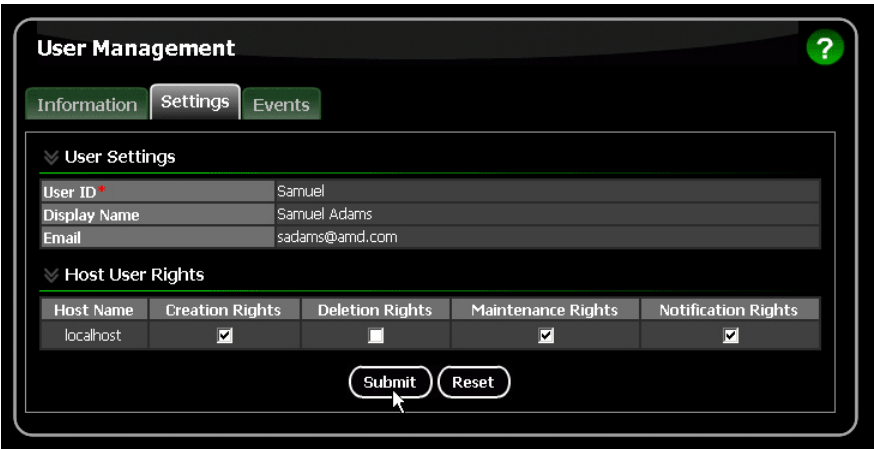 User Management
?
Information Settings Events
User Settings
User ID* Samuel
Display Name Samuel Adams
Email sadams@amd.com
Host User Rights
Host Name Creation Rights Deletion Rights Maintenance Rights Notification Rights
localhost
Submit Reset